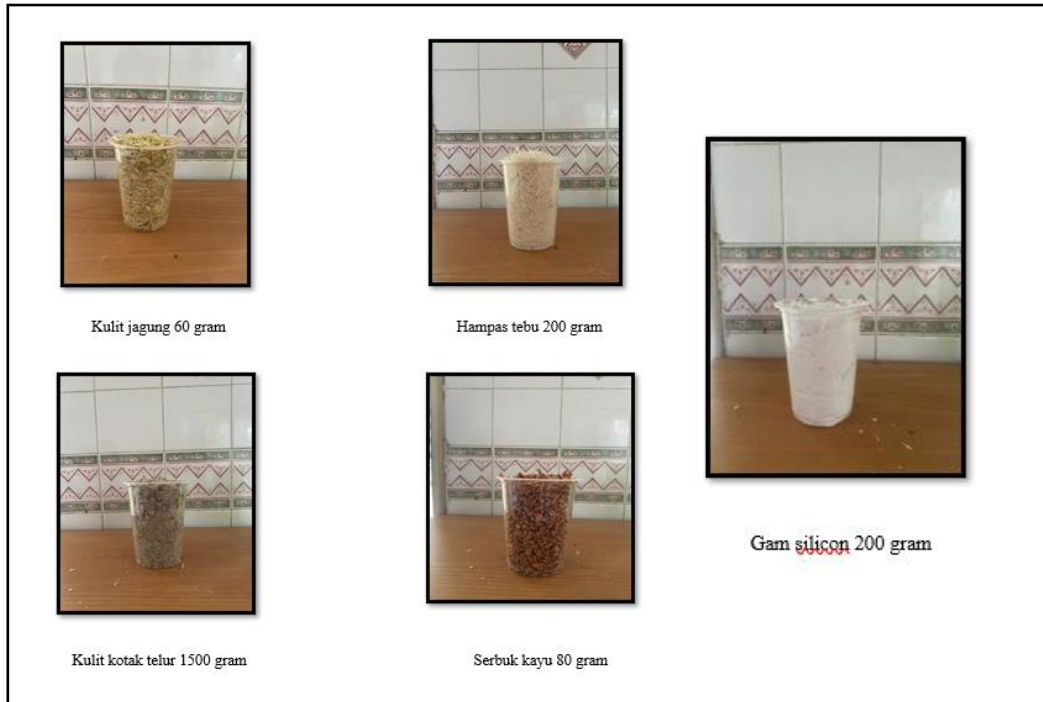 Kulit jagung 60 gram
Hampas tebu 200 gram
Gam silicon 200 gram
Kulit kotak telur 1500 gram
Serbuk kayu 80 gram